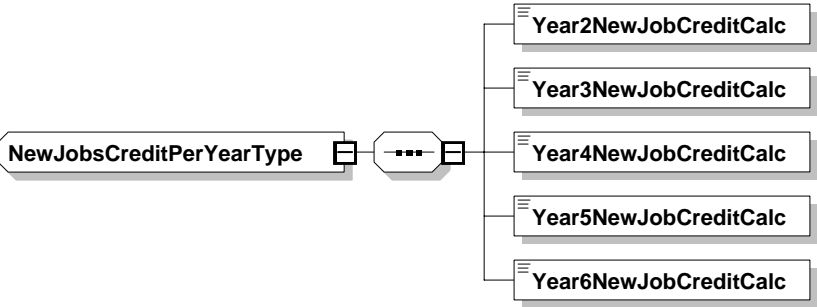 Year2NewJobCreditCalc
Year3NewJobCreditCalc
NewJobsCreditPerYearType
Year4NewJobCreditCalc
Year5NewJobCreditCalc
Year6NewJobCreditCalc